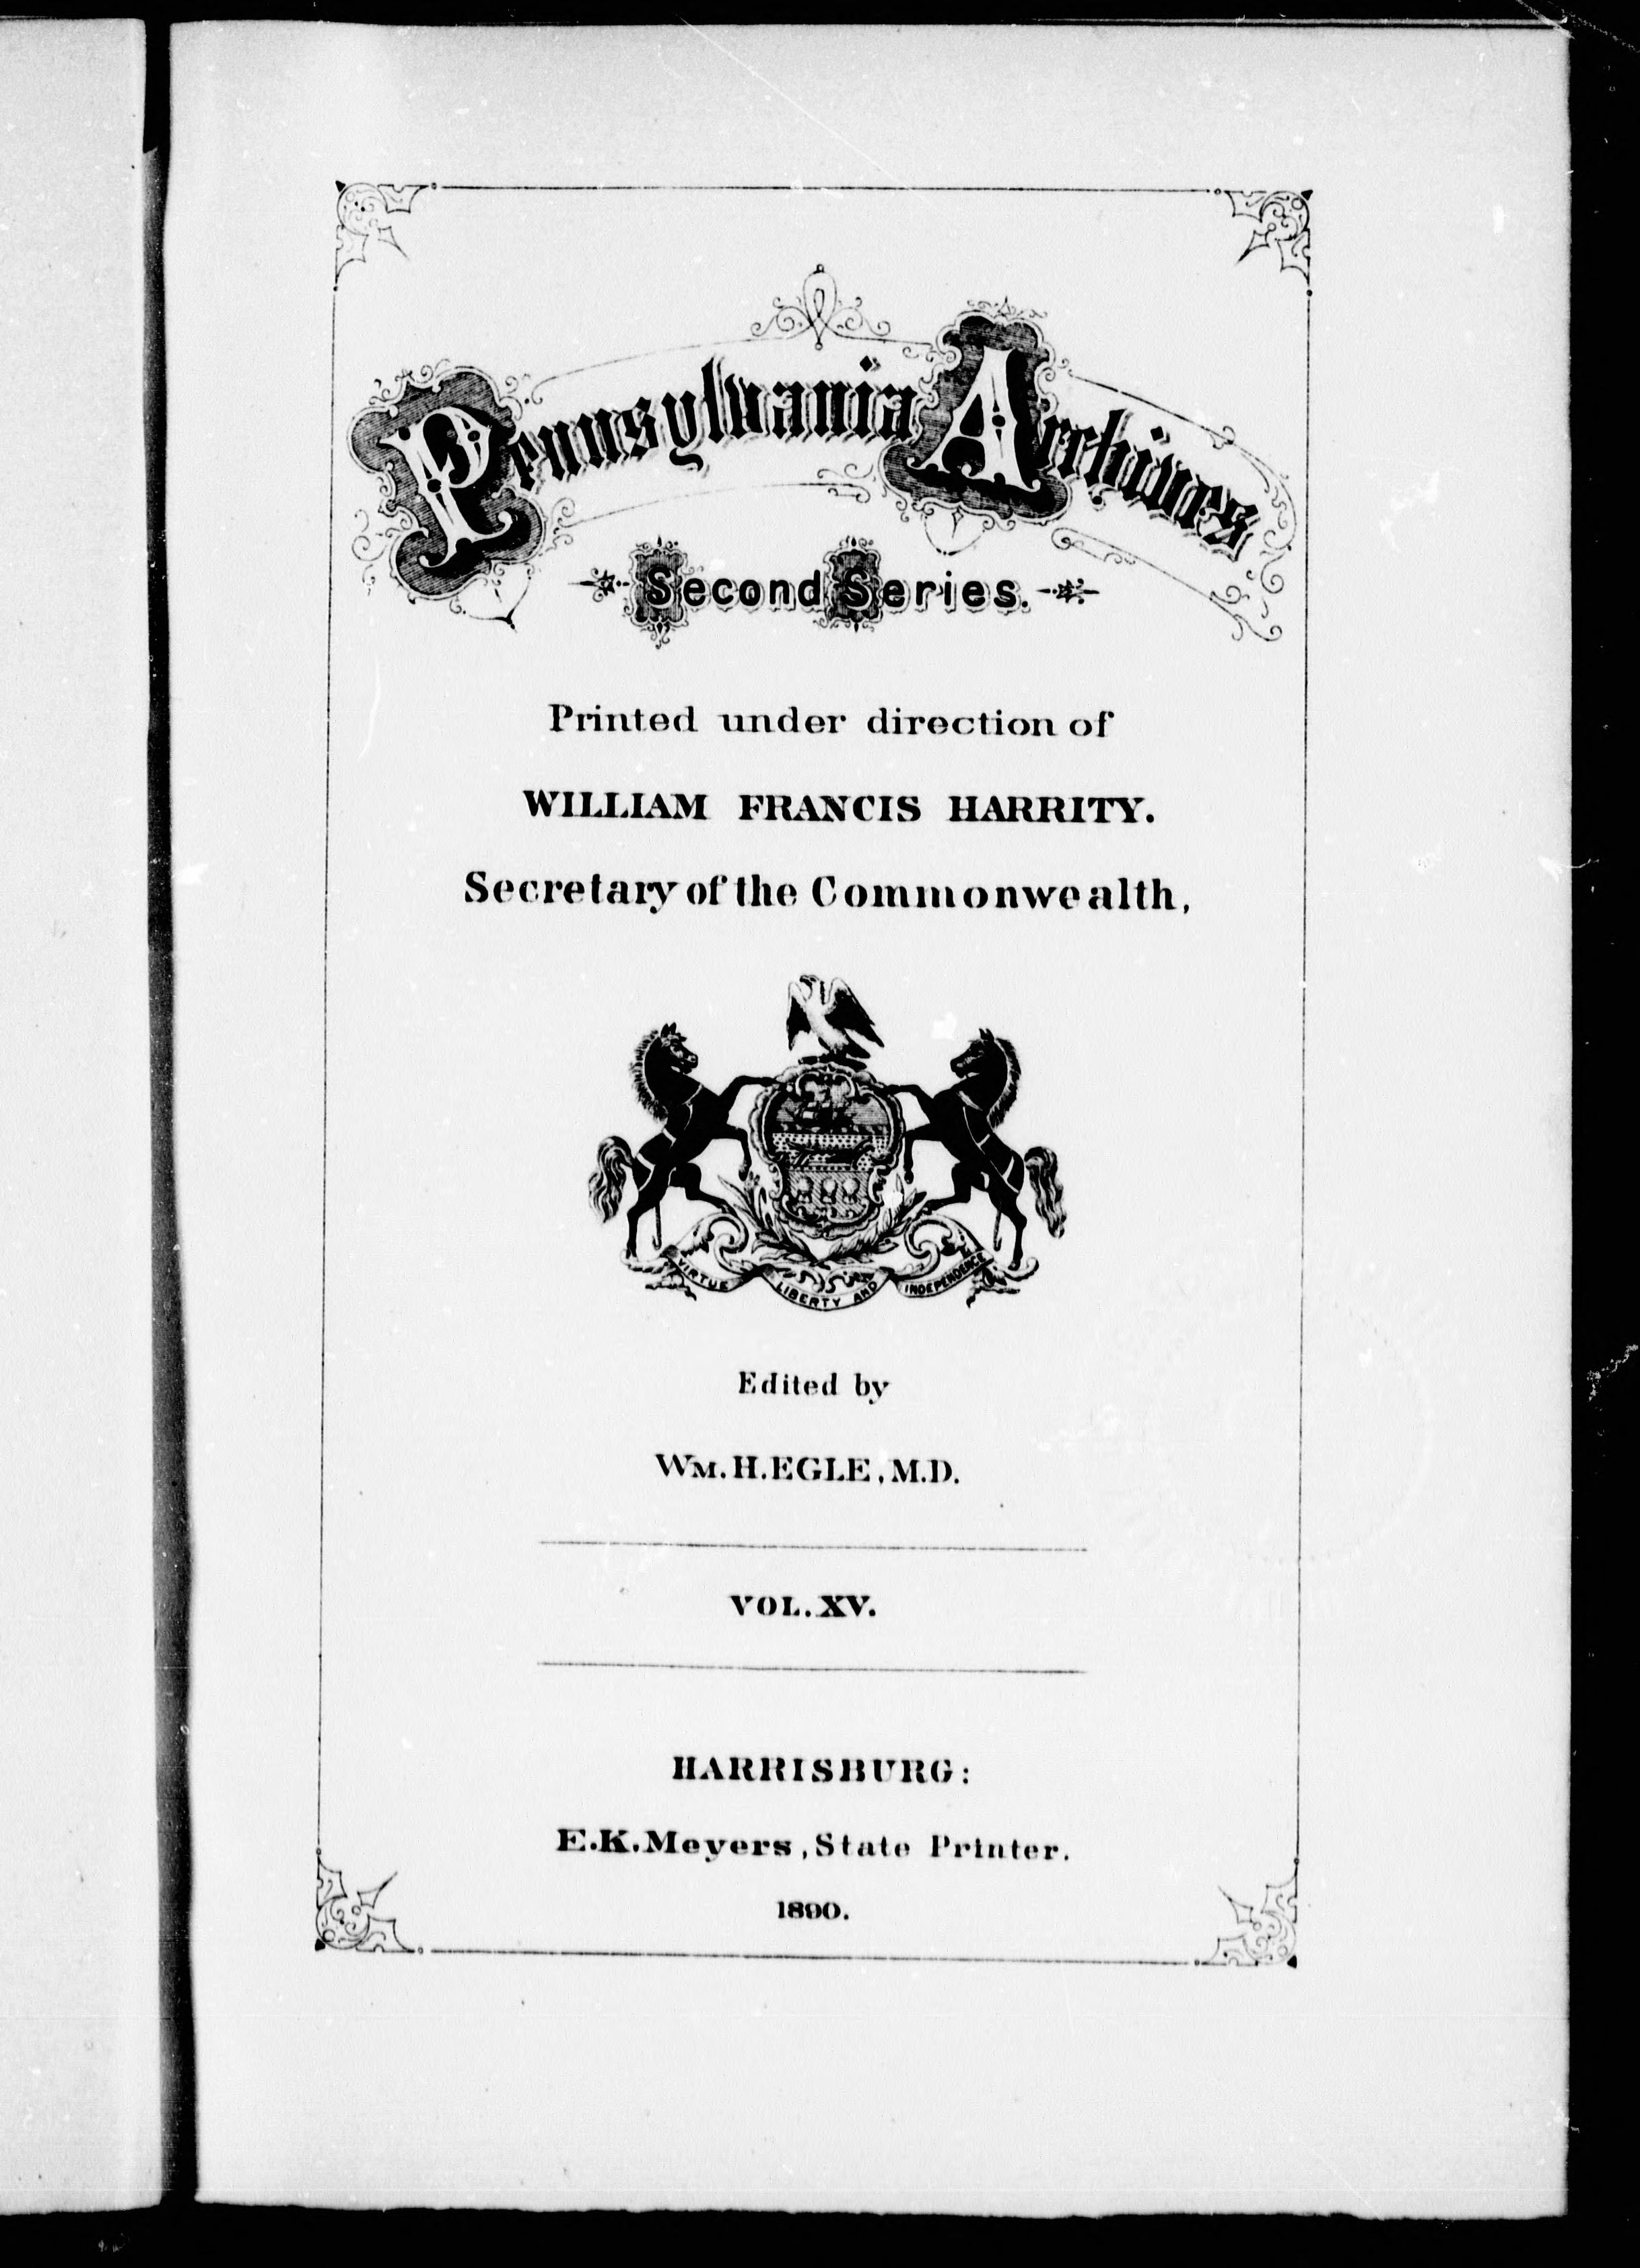 Pennsylvania Archives
Second Series.
Printed under direction of
WILLIAM FRANCIS HARRITY.
Secretary of the Commonwealth,
VIRTUE LIBERTY AND INDEPENDENCE
Edited by
WM. H. EGLE, M.D.
VOL. XV.
HARRISBURG:
E. K. Meyers, State Printer.
1890.